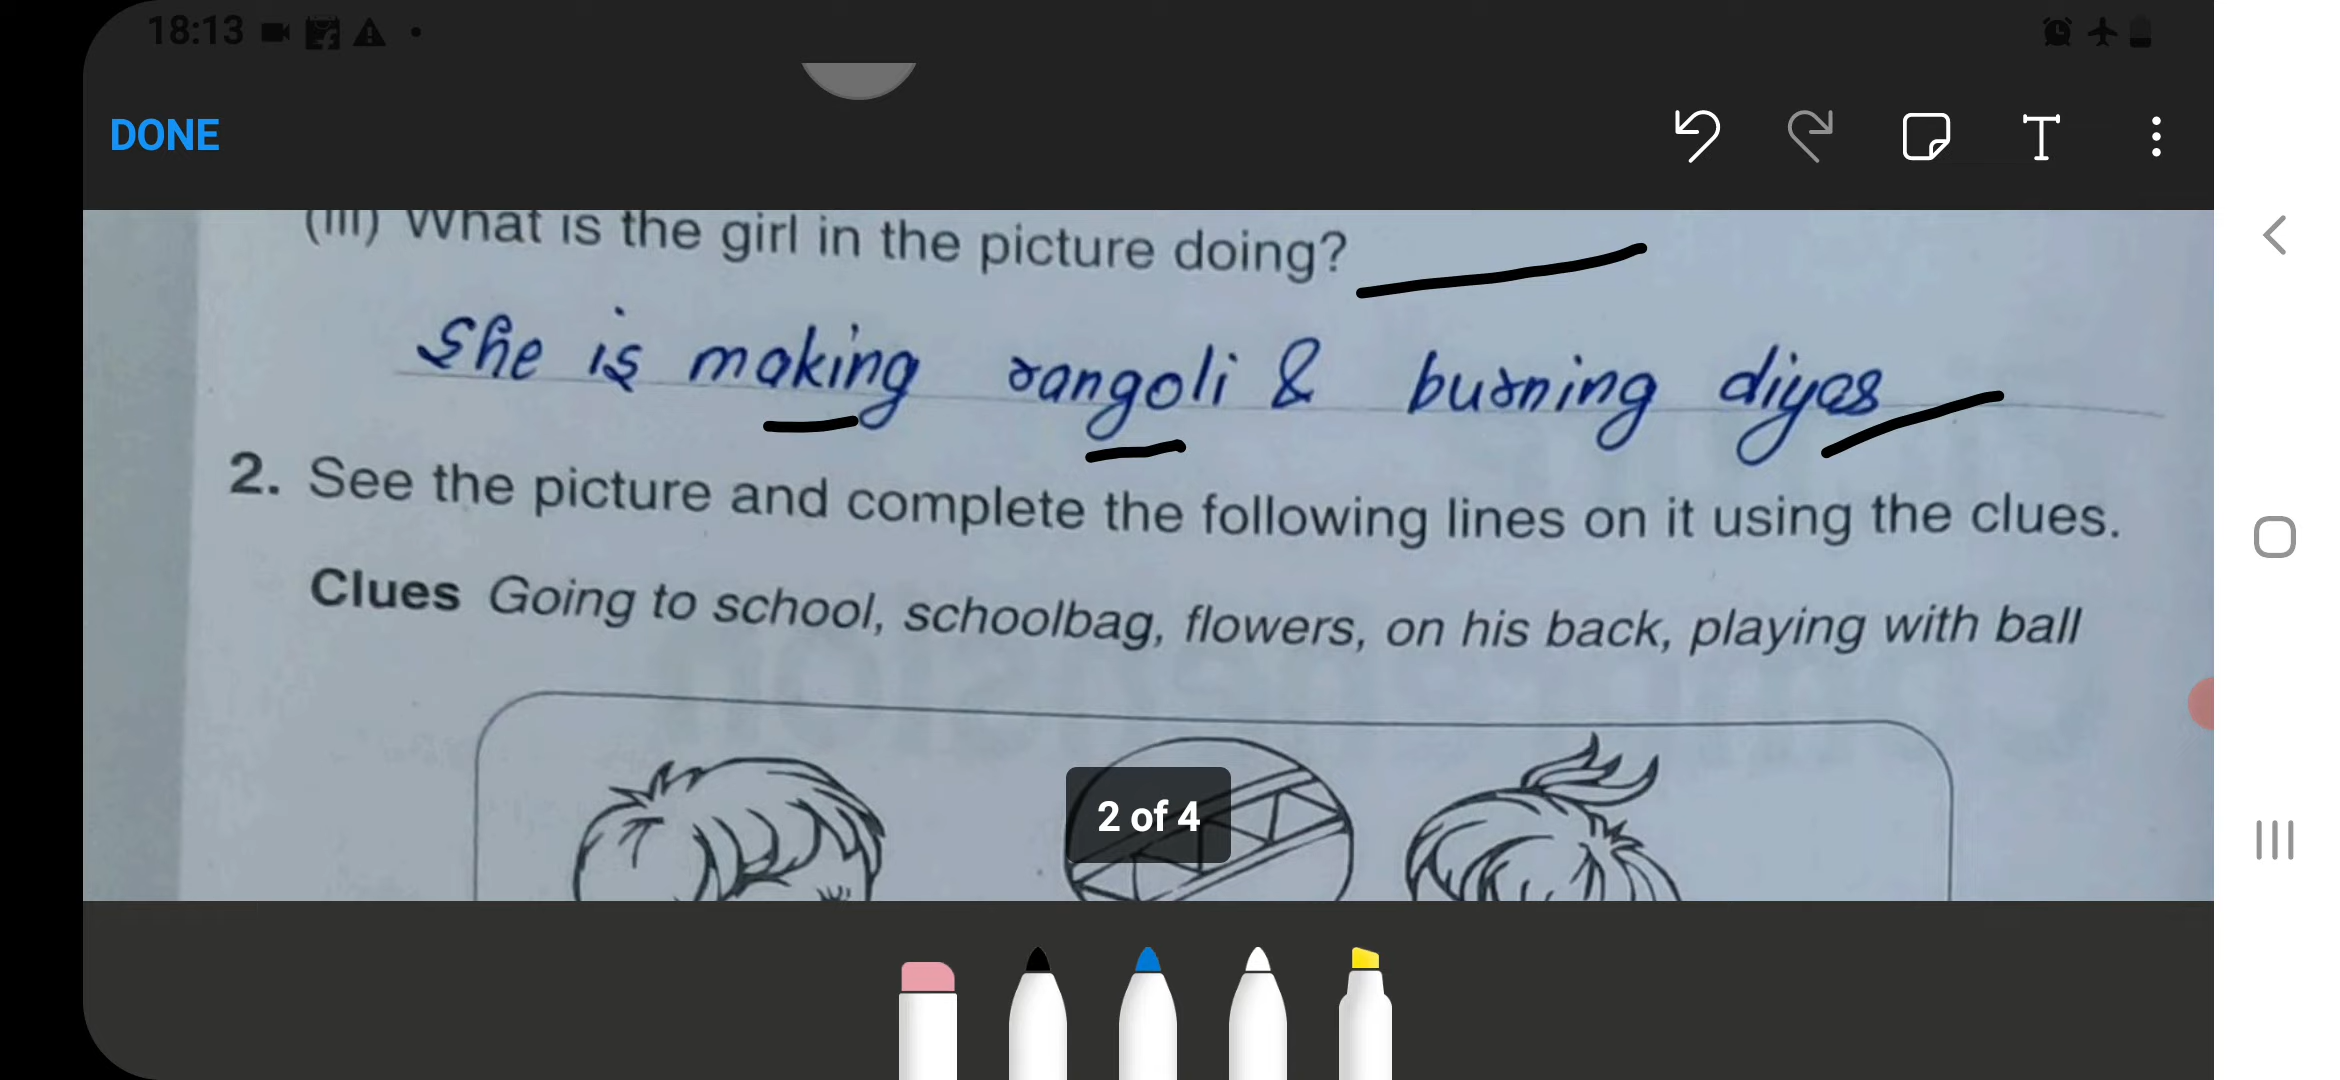 18:13
DONE
(iii) What is the girl in the picture doing?
She is making rangoli & burning diyas
2. See the picture and complete the following lines on it using the clues.
Clues Going to school, schoolbag, flowers, on his back, playing with ball
2 of 4